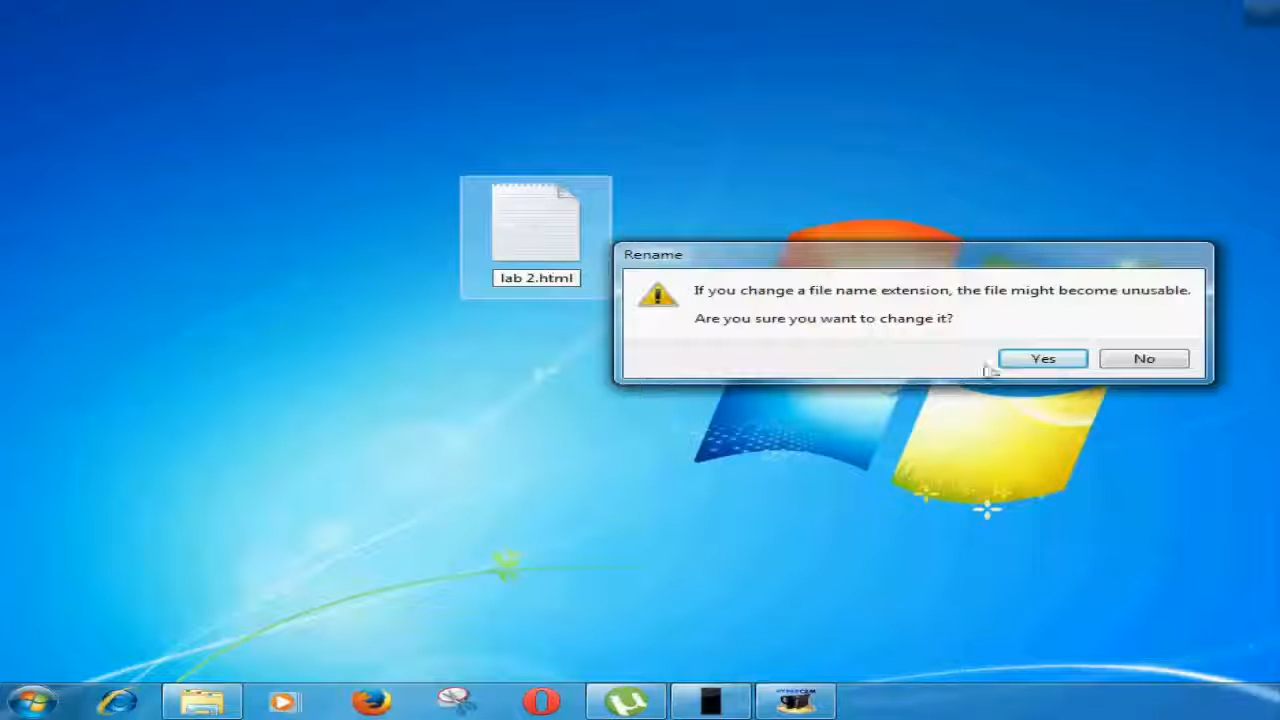 lab 2.html
Rename
If you change a file name extension, the file might become unusable.
Are you sure you want to change it?
Yes
No